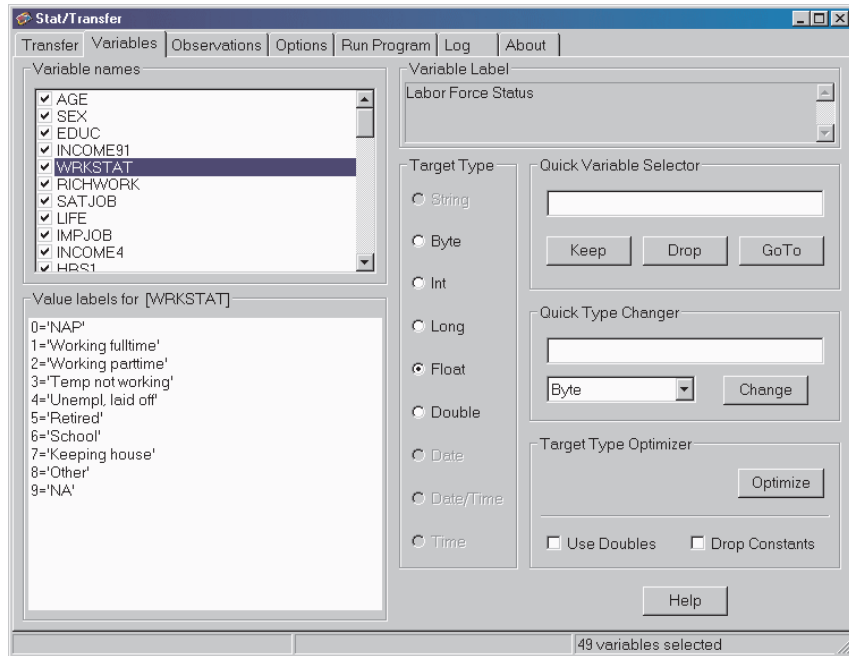 Stat/Transfer
Transfer Variables Observations Options Run Program Log About
Variable names
AGE
SEX
EDUC
INCOME91
WRKSTAT
RICHWORK
SATJOB
LIFE
IMPJOB
INCOME4
HRS1
Value labels for [WRKSTAT]
0='NAP'
1='Working fulltime'
2='Working parttime'
3='Temp not working'
4='Unempl, laid off'
5='Retired'
6='School'
7='Keeping house'
8='Other'
9='NA'
Variable Label
Labor Force Status
Target Type
String
Byte
Int
Long
Float
Double
Date
Date/Time
Time
Quick Variable Selector
Keep Drop GoTo
Quick Type Changer
Byte Change
Target Type Optimizer
Optimize
Use Doubles Drop Constants
Help
49 variables selected